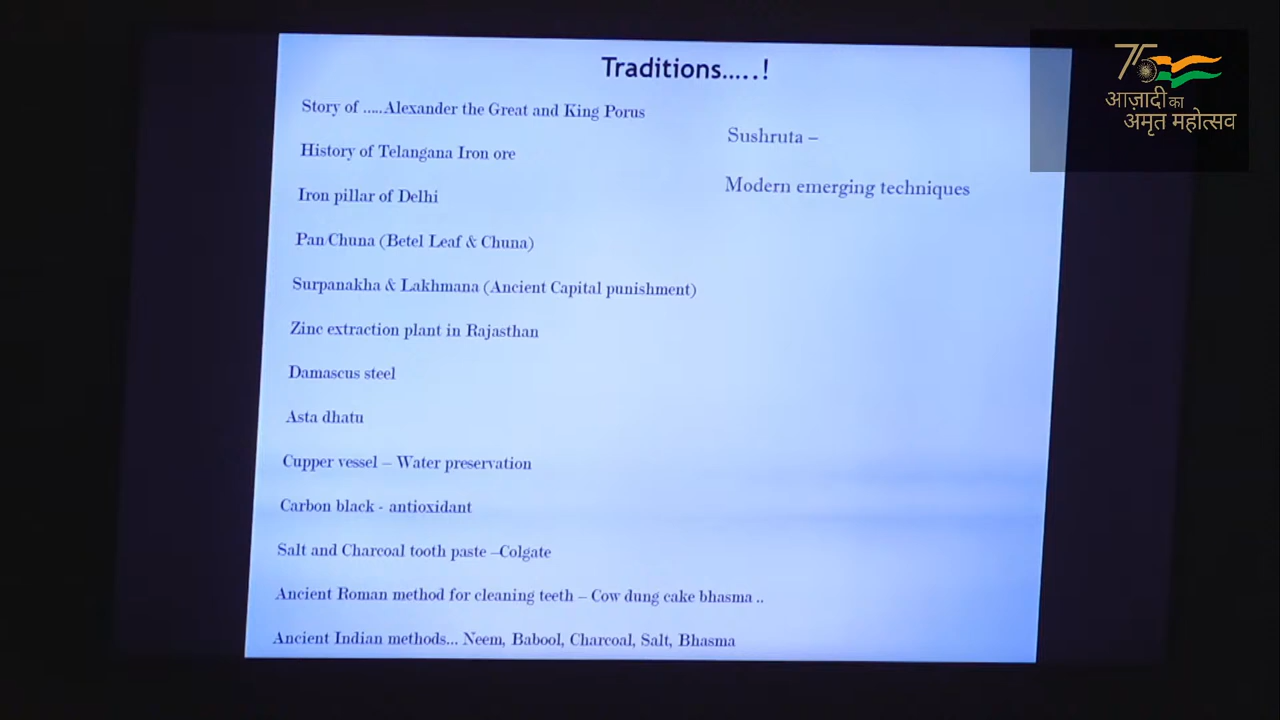 Traditions.....!
Story of .....Alexander the Great and King Porus
History of Telangana Iron ore
Iron pillar of Delhi
Pan Chuna (Betel Leaf & Chuna)
Surpanakha & Lakhmana (Ancient Capital punishment)
Zinc extraction plant in Rajasthan
Damascus steel
Asta dhatu
Cupper vessel – Water preservation
Carbon black - antioxidant
Salt and Charcoal tooth paste –Colgate
Ancient Roman method for cleaning teeth – Cow dung cake bhasma ..
Ancient Indian methods... Neem, Babool, Charcoal, Salt, Bhasma
Sushruta –
Modern emerging techniques
75
आज़ादी का
अमृत महोत्सव